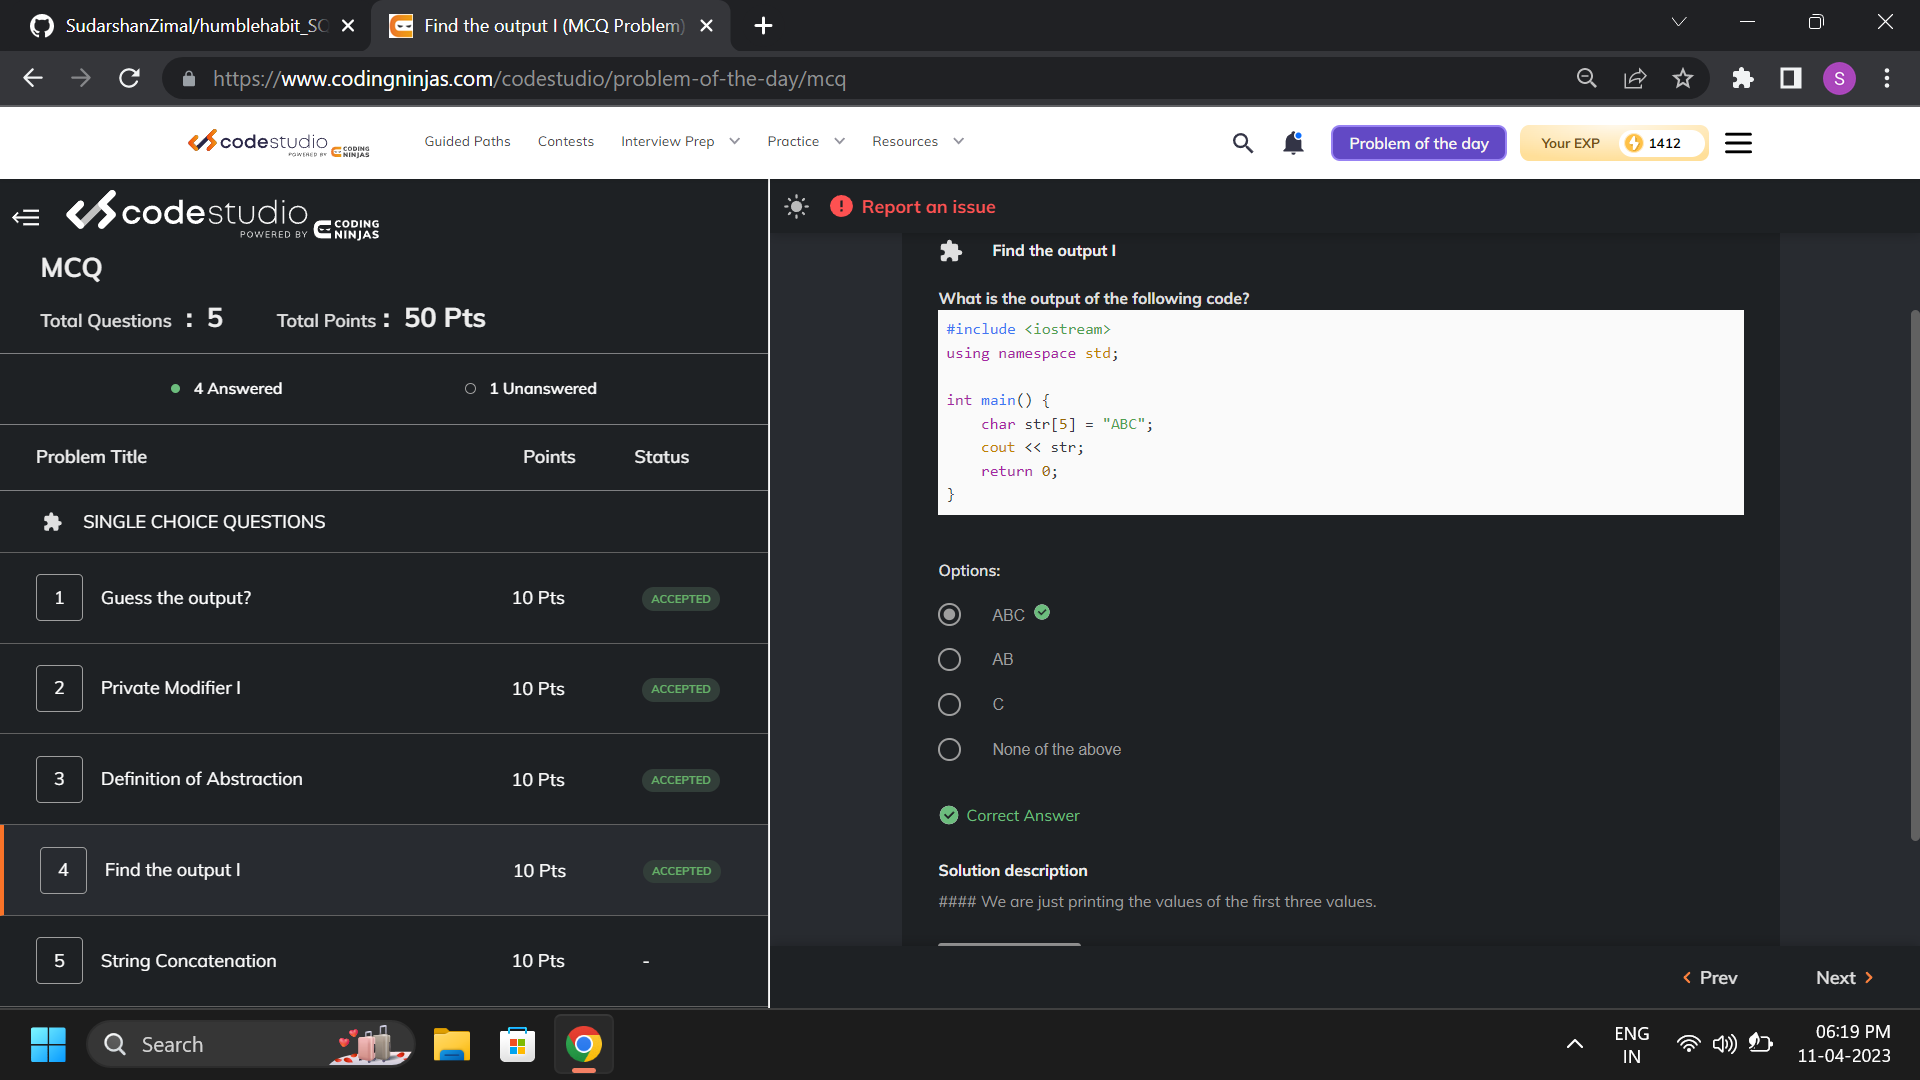 SudarshanZimal/humblehabit_SC
Find the output I (MCQ Problem)
https://www.codingninjas.com/codestudio/problem-of-the-day/mcq
S
codestudio
POWERED BY CODING NINJAS
Guided Paths
Contests
Interview Prep
Practice
Resources
Problem of the day
Your EXP
1412
codestudio
POWERED BY CODING NINJAS
MCQ
Total Questions : 5
Total Points : 50 Pts
4 Answered
1 Unanswered
Problem Title
Points
Status
SINGLE CHOICE QUESTIONS
1 Guess the output? 10 Pts ACCEPTED
2 Private Modifier I 10 Pts ACCEPTED
3 Definition of Abstraction 10 Pts ACCEPTED
4 Find the output I 10 Pts ACCEPTED
5 String Concatenation 10 Pts -
Report an issue
Find the output I
What is the output of the following code?
#include <iostream>
using namespace std;
int main() {
char str[5] = "ABC";
cout << str;
return 0;
}
Options:
ABC
AB
C
None of the above
Correct Answer
Solution description
#### We are just printing the values of the first three values.
Prev
Next
Search
ENG
IN
06:19 PM
11-04-2023